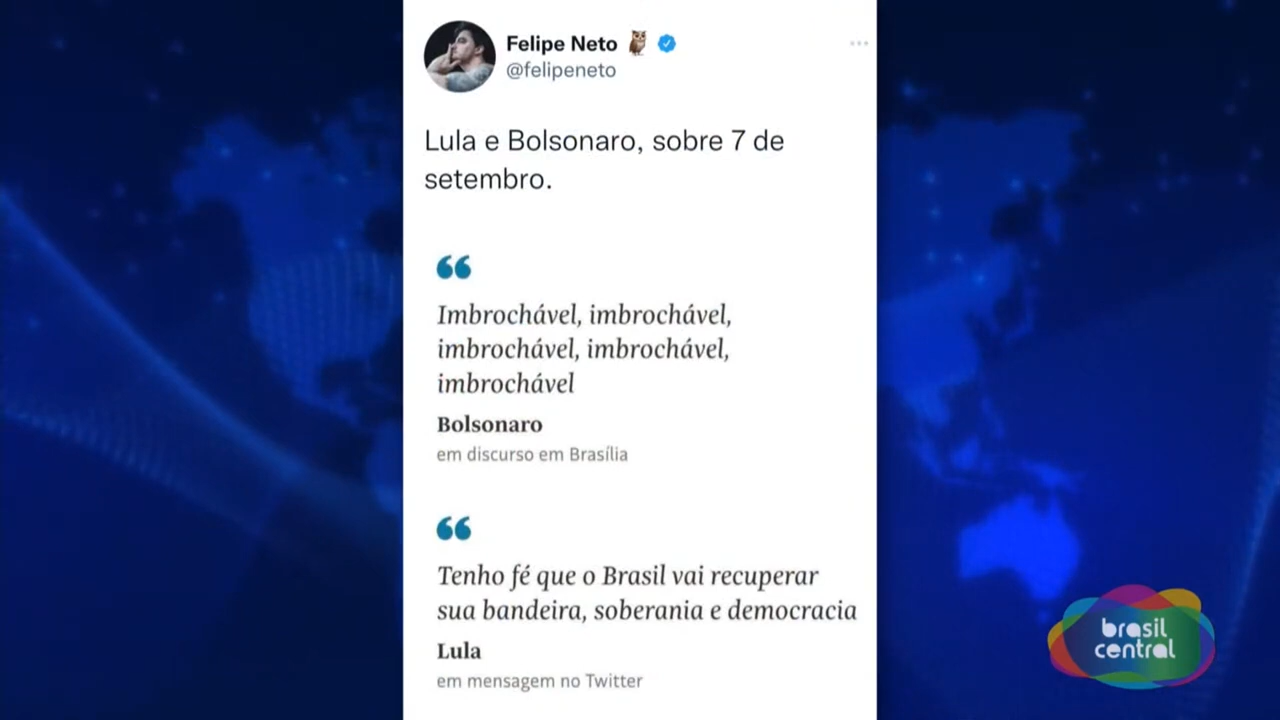 Felipe Neto
@felipeneto
Lula e Bolsonaro, sobre 7 de
setembro.
“
Imbrochável, imbrochável,
imbrochável, imbrochável,
imbrochável
Bolsonaro
em discurso em Brasília
“
Tenho fé que o Brasil vai recuperar
sua bandeira, soberania e democracia
Lula
em mensagem no Twitter
brasil
central